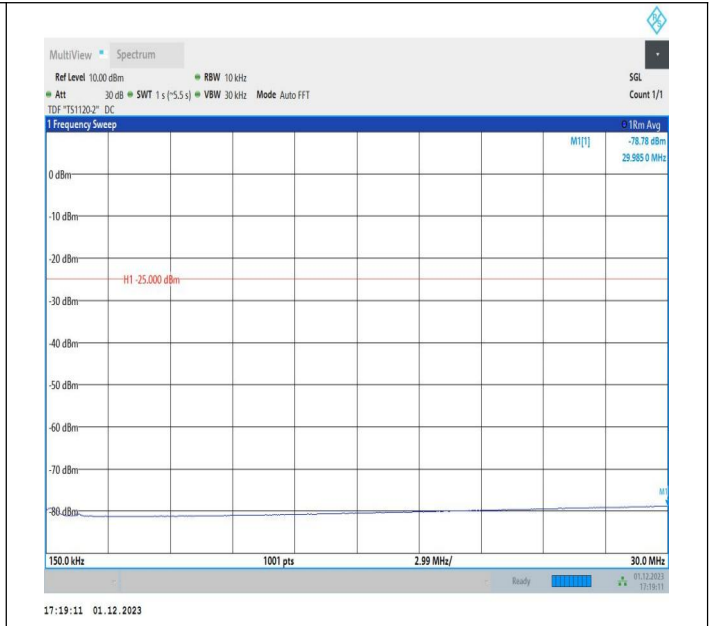 MultiView Spectrum
Ref Level 10.00 dBm RBW 10 kHz SGL
Att 30 dB SWT 1 s (~5.5 s) VBW 30 kHz Mode Auto FFT Count 1/1
TDF "TS1120-2" DC
1 Frequency Sweep 1Rm Avg
M1[1] -78.78 dBm
29.985 0 MHz
0 dBm
-10 dBm
-20 dBm
H1 -25.000 dBm
-30 dBm
-40 dBm
-50 dBm
-60 dBm
-70 dBm
M1
-80 dBm
150.0 kHz 1001 pts 2.99 MHz/ 30.0 MHz
Ready 01.12.2023
17:19:11
17:19:11 01.12.2023